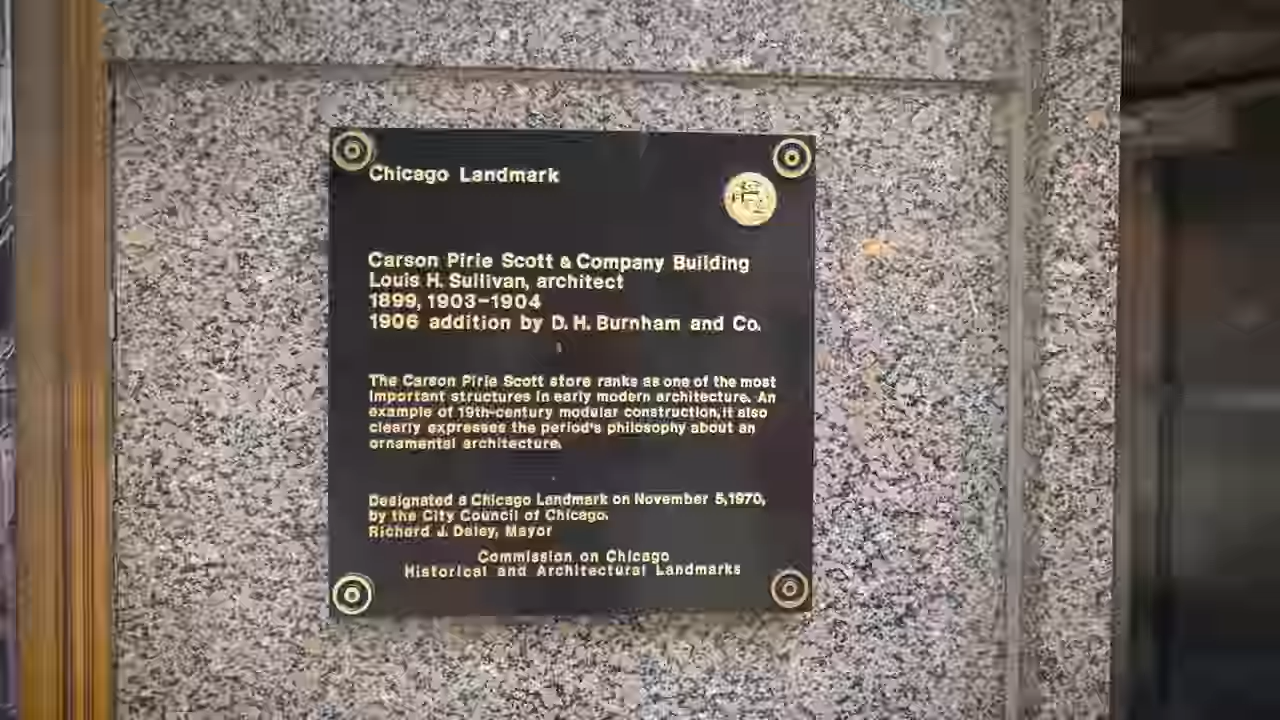 Chicago Landmark
Carson Pirie Scott & Company Building
Louis H. Sullivan, architect
1899, 1903-1904
1906 addition by D. H. Burnham and Co.
The Carson Pirie Scott store ranks as one of the most
important structures in early modern architecture. An
example of 19th-century modular construction, it also
clearly expresses the period's philosophy about an
ornamental architecture.
Designated a Chicago Landmark on November 5, 1970,
by the City Council of Chicago.
Richard J. Daley, Mayor
Commission on Chicago
Historical and Architectural Landmarks